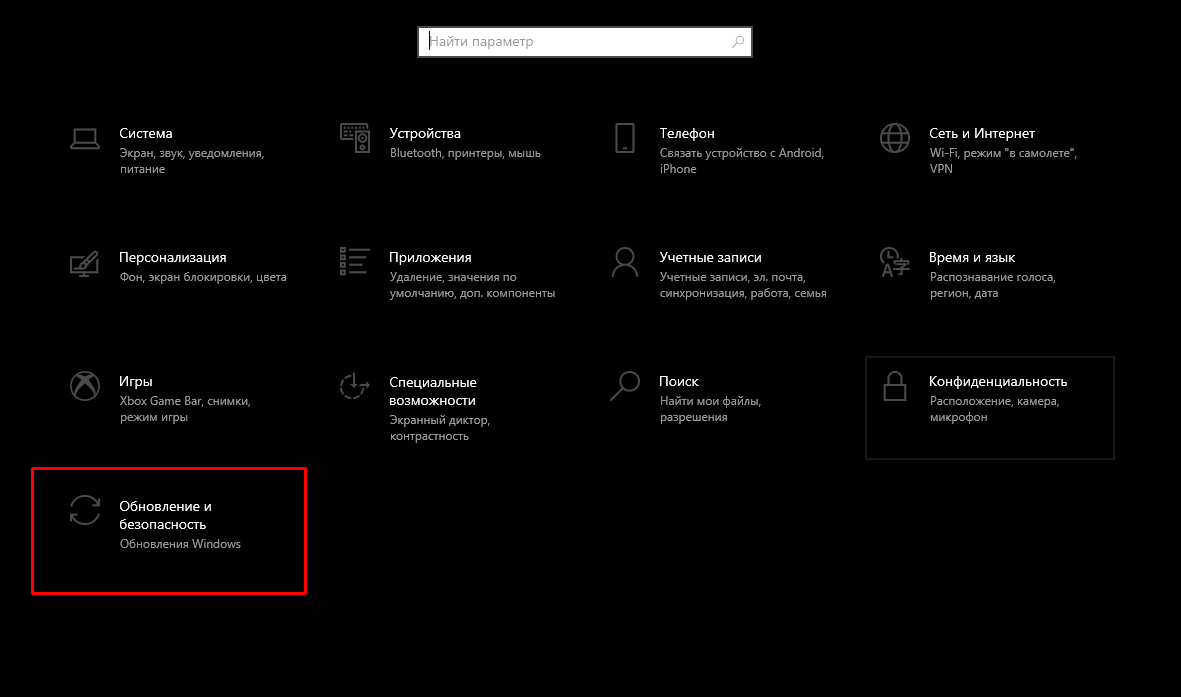 Найти параметр
Система
Экран, звук, уведомления,
питание
Устройства
Bluetooth, принтеры, мышь
Телефон
Связать устройство с Android,
iPhone
Сеть и Интернет
Wi-Fi, режим "в самолете",
VPN
Персонализация
Фон, экран блокировки, цвета
Приложения
Удаление, значения по
умолчанию, доп. компоненты
Учетные записи
Учетные записи, эл. почта,
синхронизация, работа, семья
Время и язык
Распознавание голоса,
регион, дата
Игры
Xbox Game Bar, снимки,
режим игры
Специальные
возможности
Экранный диктор,
контрастность
Поиск
Найти мои файлы,
разрешения
Конфиденциальность
Расположение, камера,
микрофон
Обновление и
безопасность
Обновления Windows